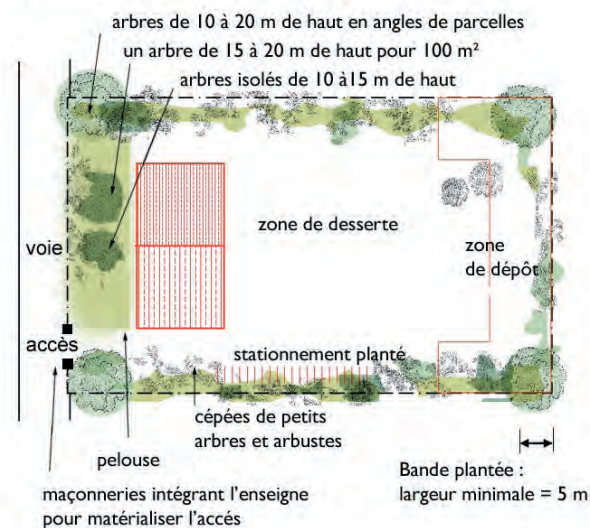 arbres de 10 à 20 m de haut en angles de parcelles
un arbre de 15 à 20 m de haut pour 100 m²
arbres isolés de 10 à15 m de haut
zone de desserte
voie
zone
de dépôt
accès
stationnement planté
cépées de petits
arbres et arbustes
pelouse
Bande plantée :
largeur minimale = 5 m
maçonneries intégrant l'enseigne
pour matérialiser l'accés